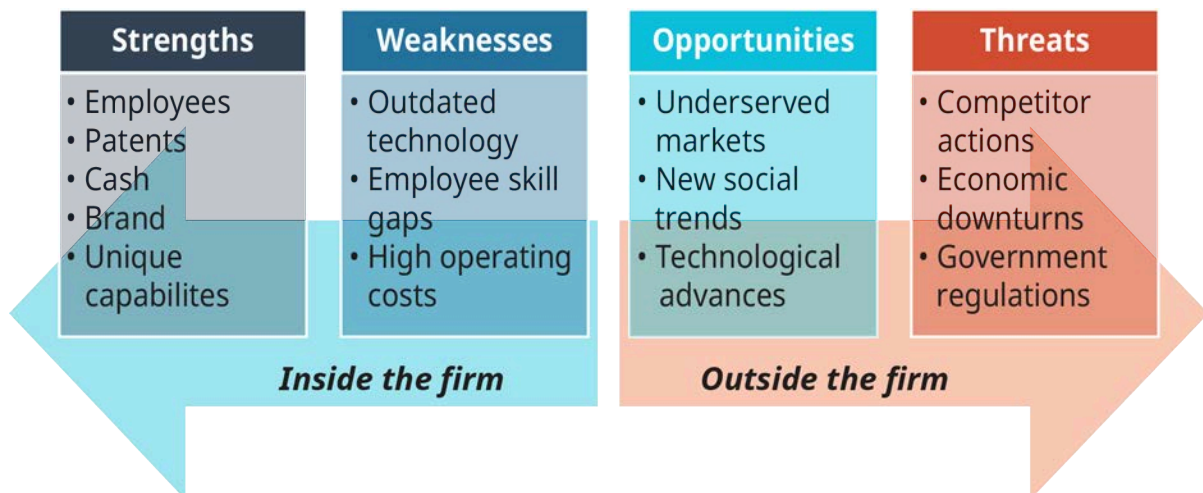 Strengths
• Employees
• Patents
• Cash
• Brand
• Unique
capabilites
Weaknesses
• Outdated
technology
• Employee skill
gaps
• High operating
costs
Opportunities
• Underserved
markets
• New social
trends
• Technological
advances
Threats
• Competitor
actions
• Economic
downturns
• Government
regulations
Inside the firm
Outside the firm